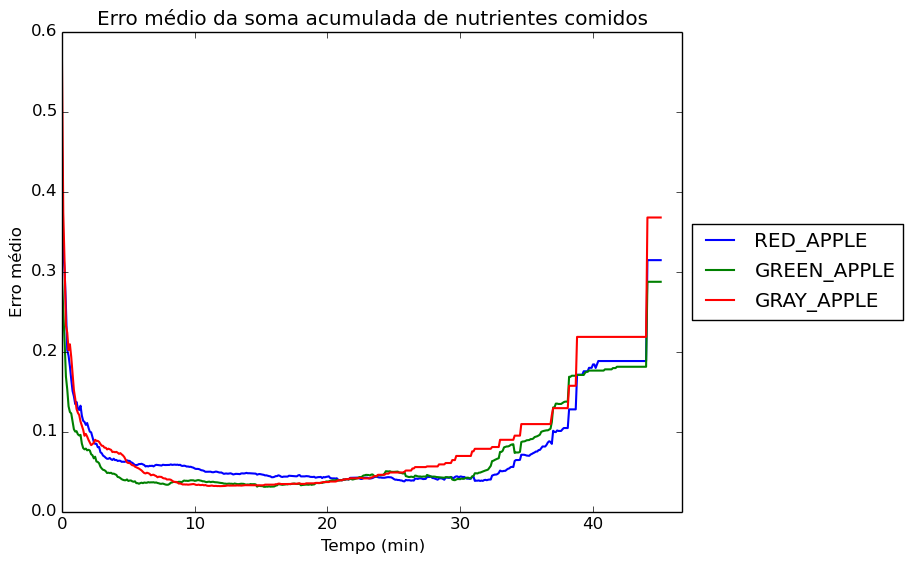 Erro médio da soma acumulada de nutrientes comidos
0.6
0.5
0.4
0.3
0.2
0.1
0.0
Erro médio
0 10 20 30 40
Tempo (min)
RED_APPLE
GREEN_APPLE
GRAY_APPLE